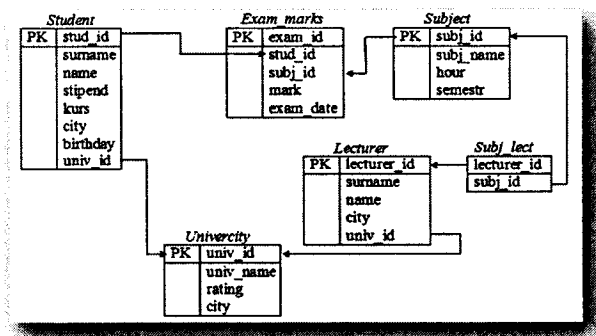 Student
PK stud_id
surname
name
stipend
kurs
city
birthday
univ_id
Exam_marks
PK exam_id
stud_id
subj_id
mark
exam_date
Subject
PK subj_id
subj_name
hour
semestr
Lecturer
PK lecturer_id
surname
name
city
univ_id
Subj_lect
lecturer_id
subj_id
Univercity
PK univ_id
univ_name
rating
city